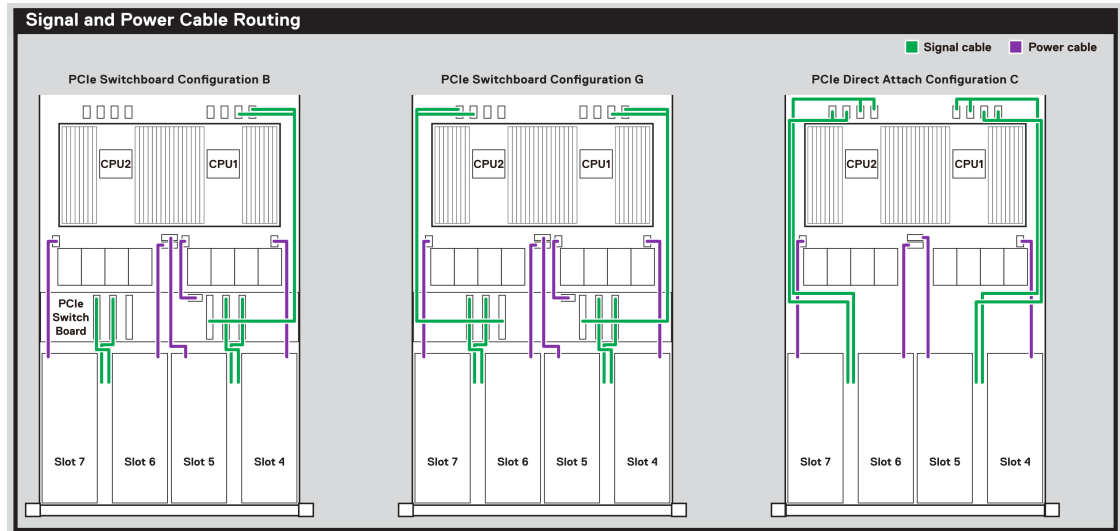 Signal and Power Cable Routing
Signal cable
Power cable
PCIe Switchboard Configuration B
CPU2
CPU1
PCIe
Switch
Board
Slot 7
Slot 6
Slot 5
Slot 4
PCIe Switchboard Configuration G
CPU2
CPU1
Slot 7
Slot 6
Slot 5
Slot 4
PCIe Direct Attach Configuration C
CPU2
CPU1
Slot 7
Slot 6
Slot 5
Slot 4